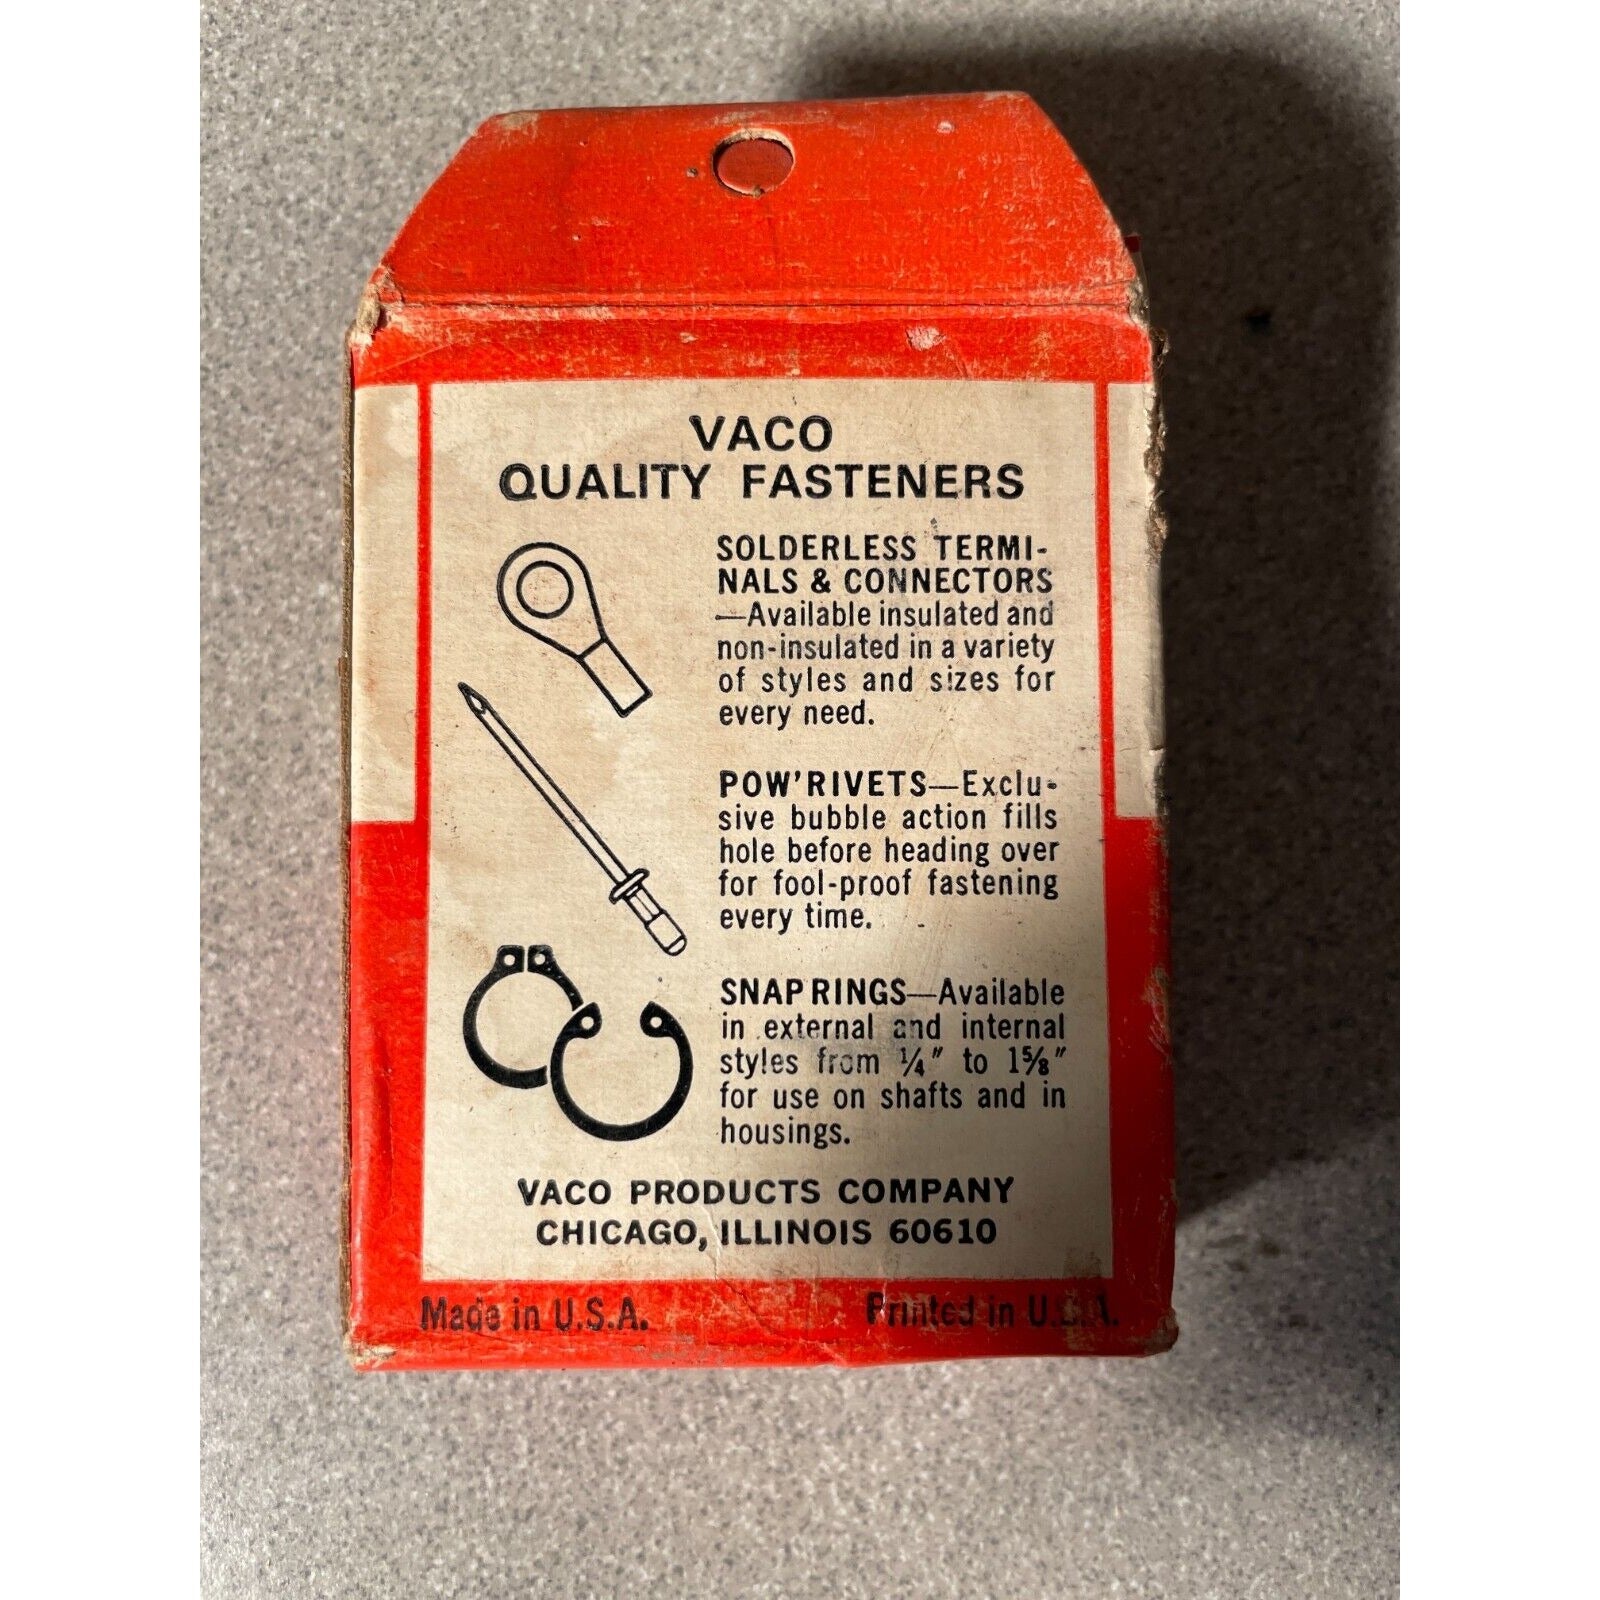 VACO
QUALITY FASTENERS
SOLDERLESS TERMI-
NALS & CONNECTORS
—Available insulated and
non-insulated in a variety
of styles and sizes for
every need.
POW'RIVETS—Exclu-
sive bubble action fills
hole before heading over
for fool-proof fastening
every time.
SNAP RINGS—Available
in external and internal
styles from ¼" to 1⅝"
for use on shafts and in
housings.
VACO PRODUCTS COMPANY
CHICAGO, ILLINOIS 60610
Made in U.S.A.
Printed in U.S.A.